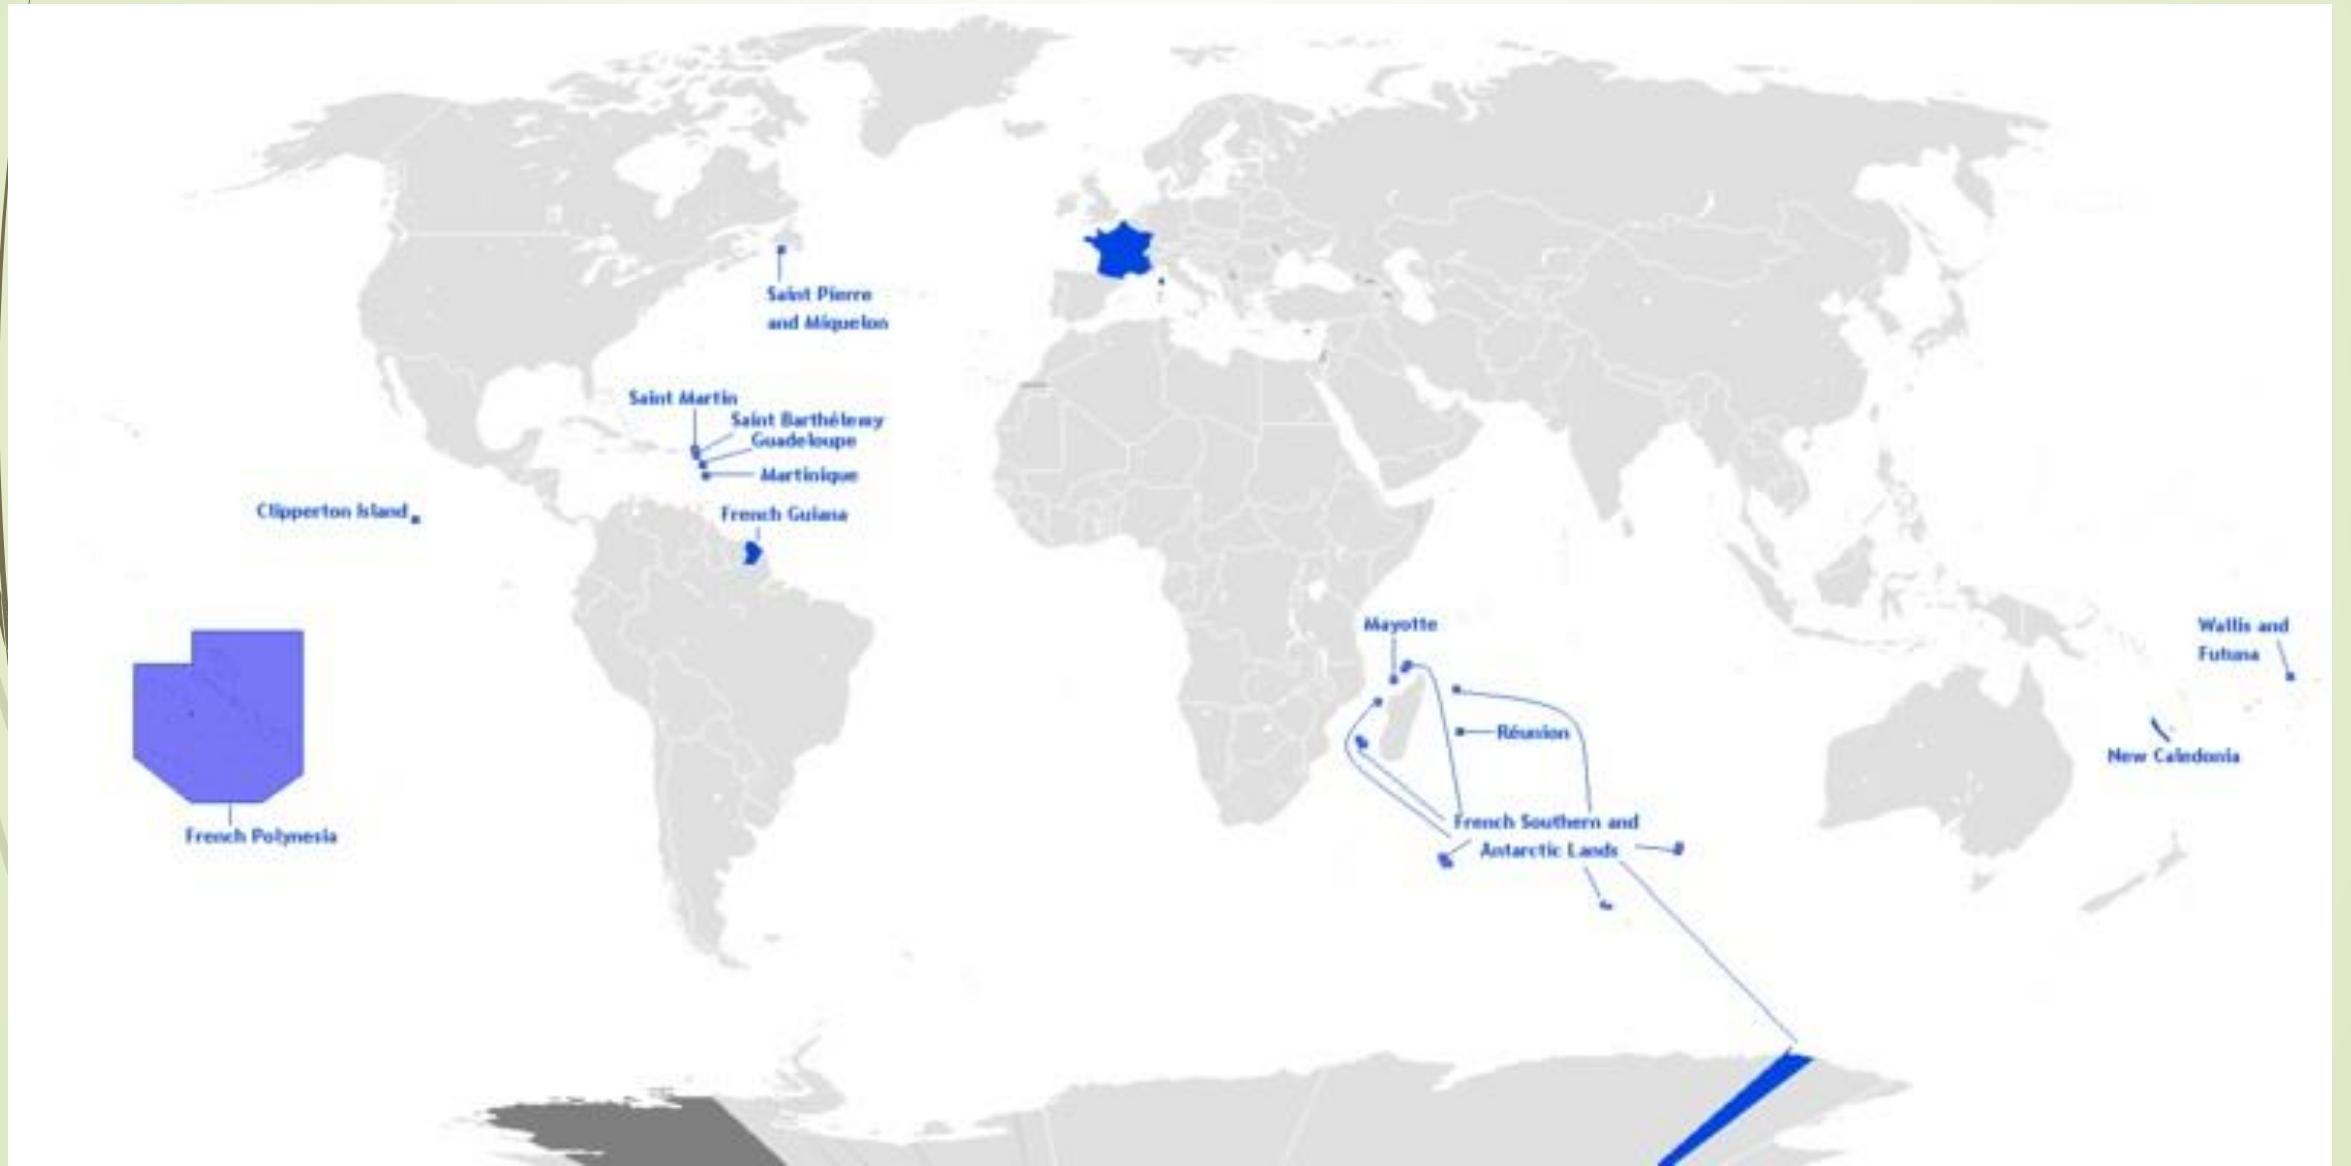 Saint Pierre
and Miquelon
Saint Martin
Saint Barthélemy
Guadeloupe
Martinique
Clipperton Island
French Guiana
Mayotte
Wallis and
Futuna
Réunion
New Caledonia
French Southern and
Antarctic Lands
French Polynesia